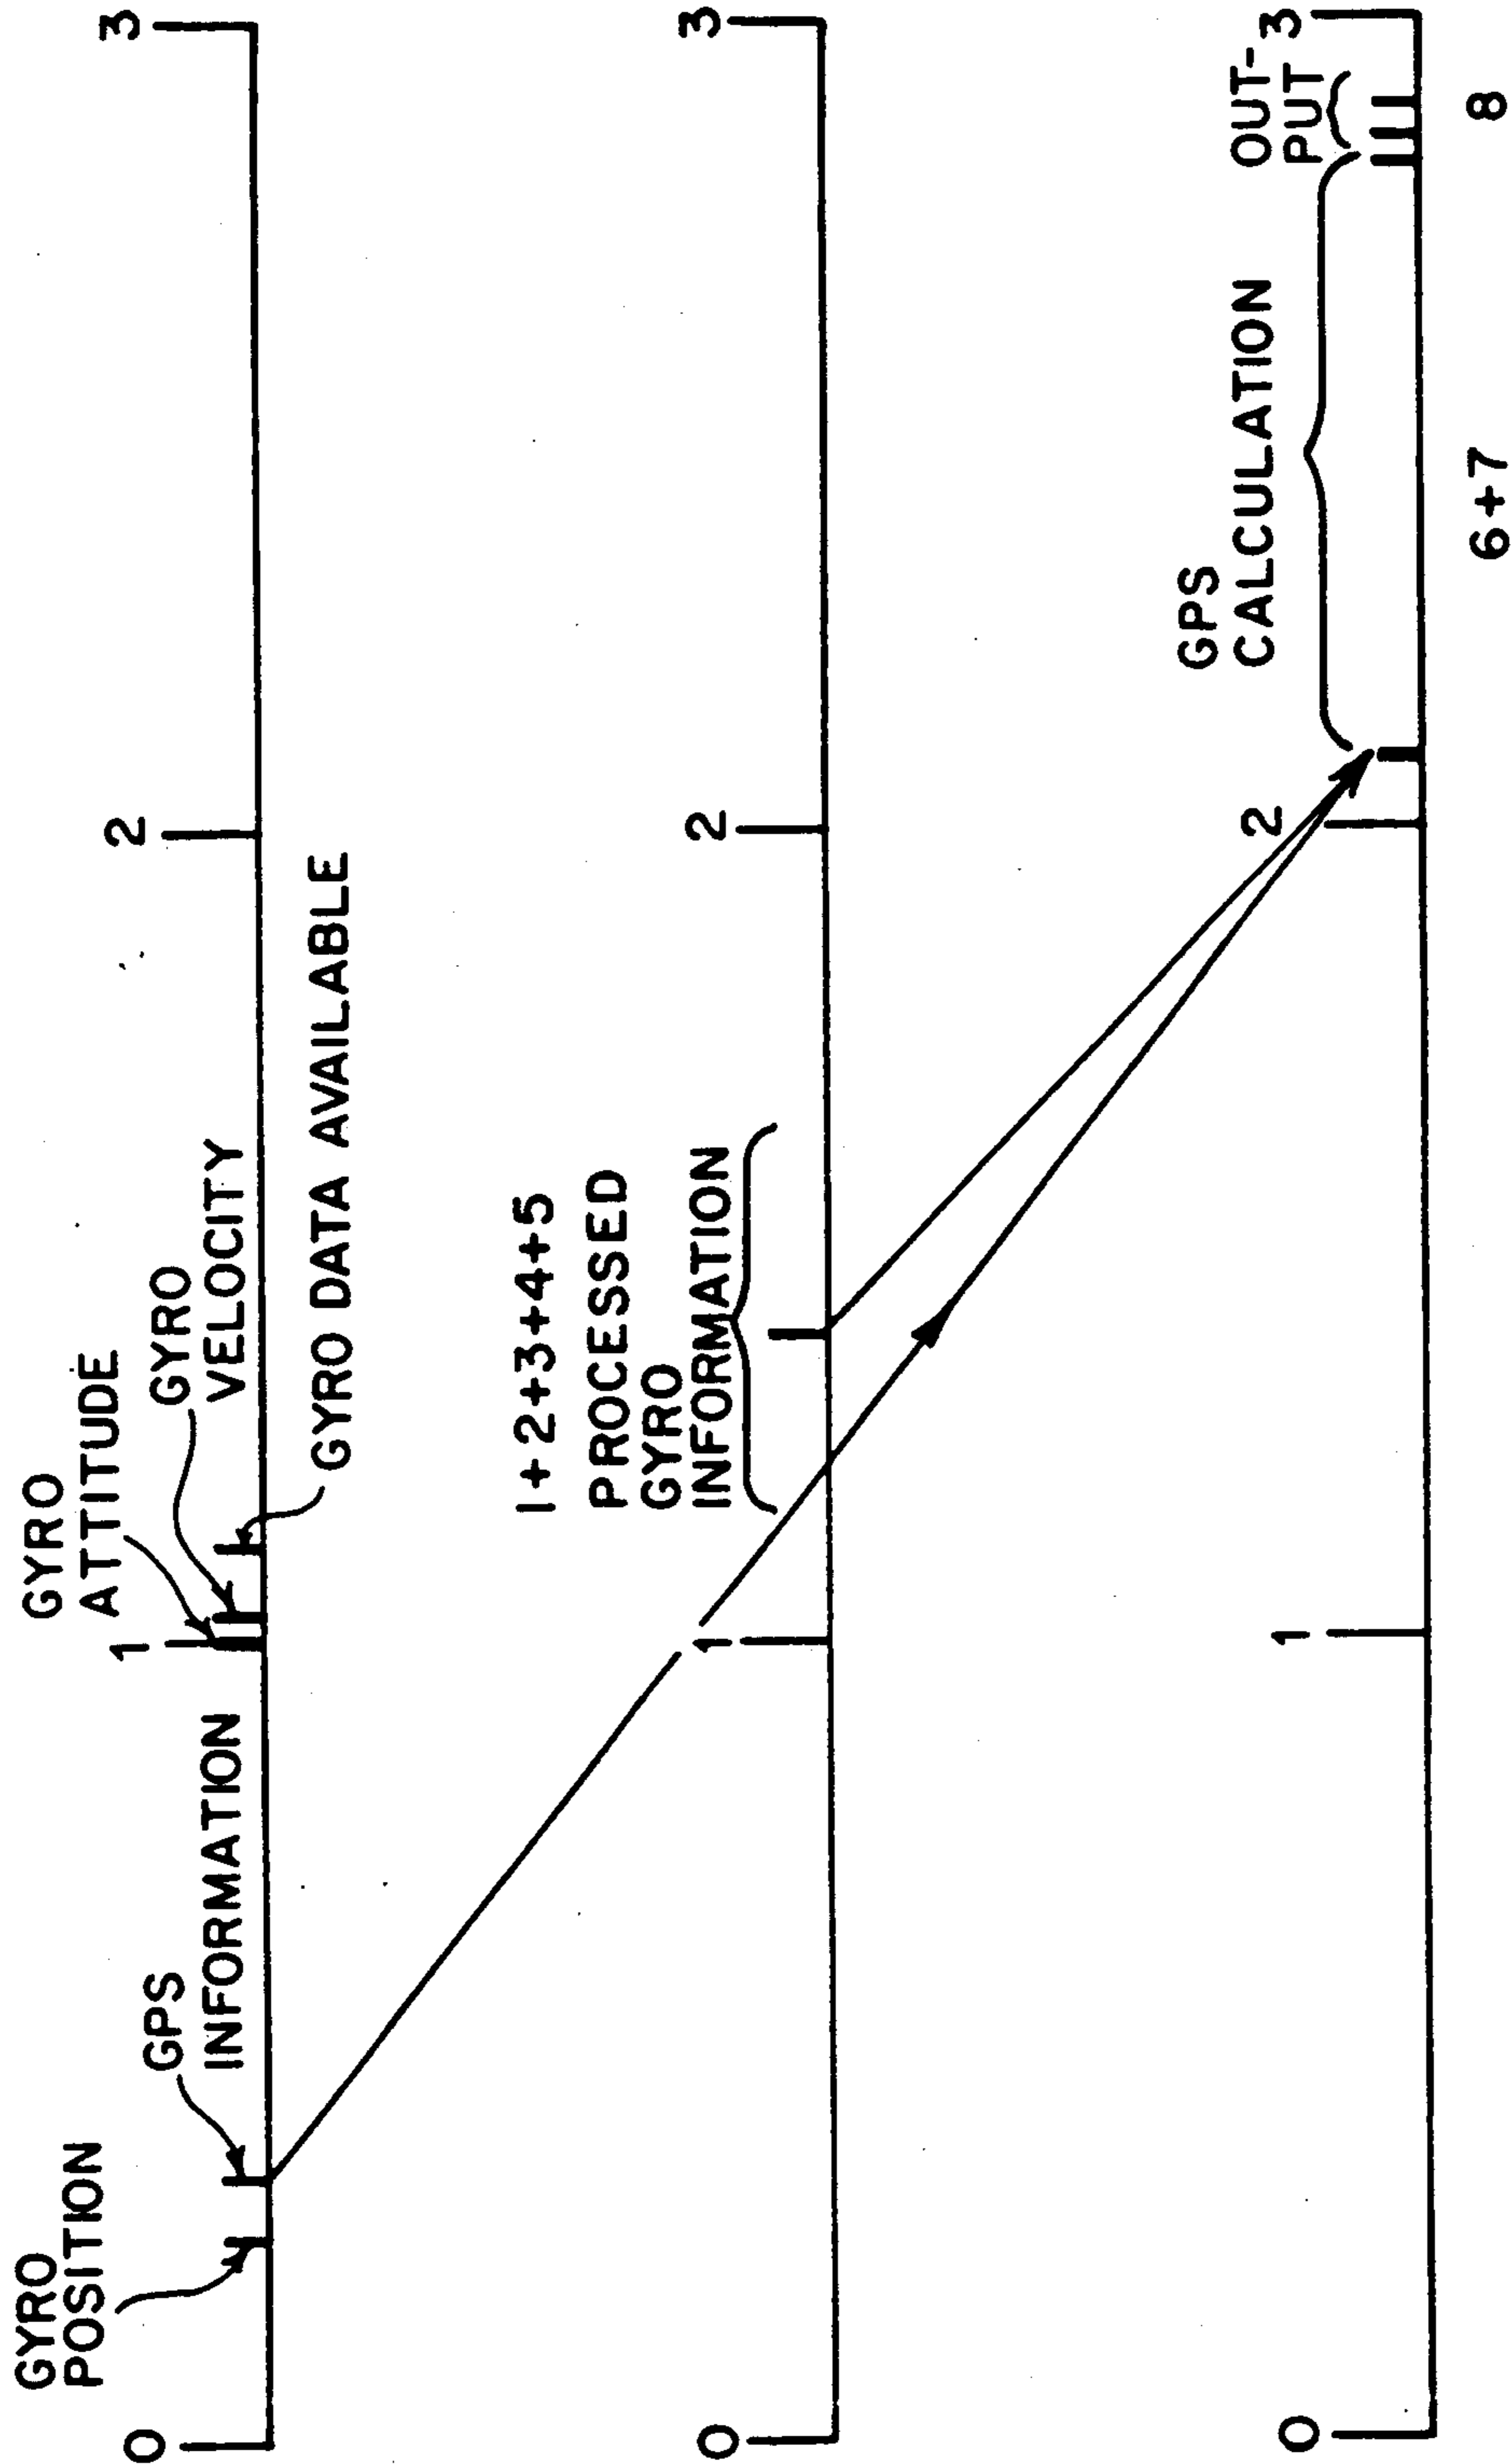 GYRO
POSITION
GPS
INFORMATION
GYRO
ATTITUDE
GYRO
VELOCITY
GYRO DATA AVAILABLE
0
1
2
3
1+2+3+4+5
PROCESSED
GYRO
INFORMATION
0
1
2
3
GPS
CALCULATION
OUT-
PUT
0
1
2
3
6+7
8